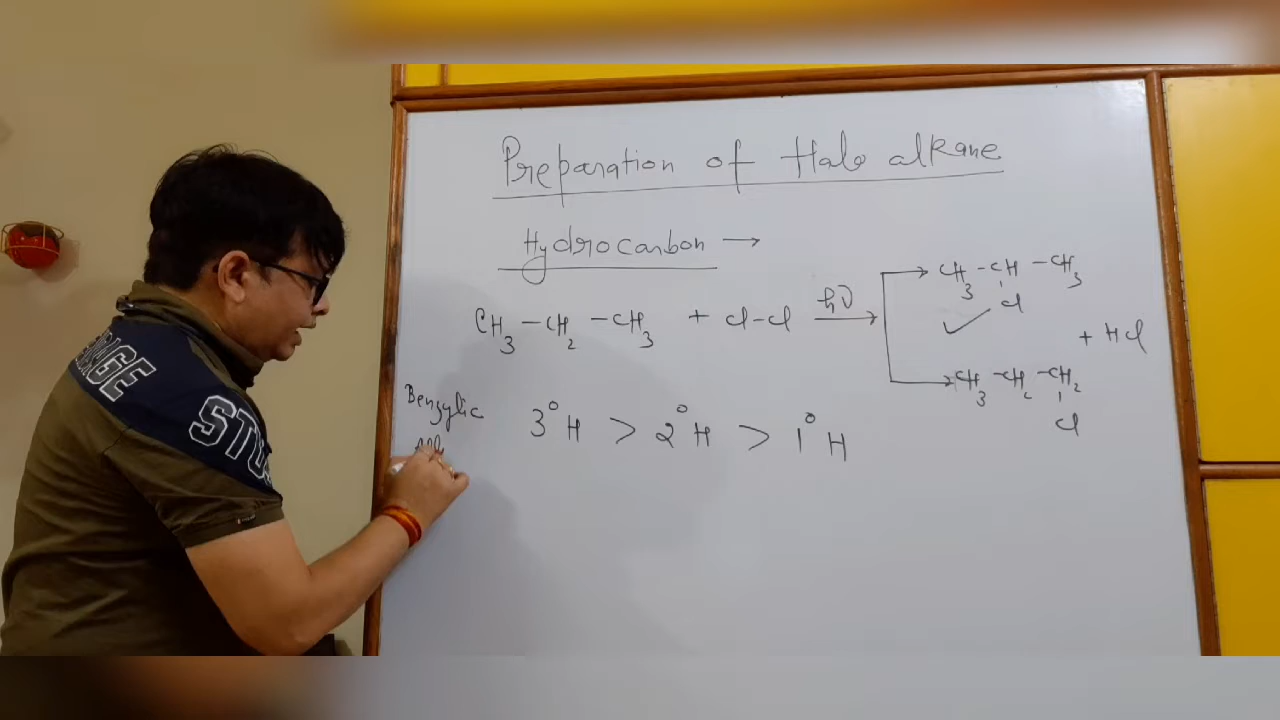 Preparation of Halo alkane
Hydrocarbon →
CH3 - CH2 - CH3 + Cl-Cl hν →
CH3 - CH - CH3
Cl
+ HCl
CH3 - CH2 - CH2
Cl
Benzylic
3° H > 2° H > 1° H
All